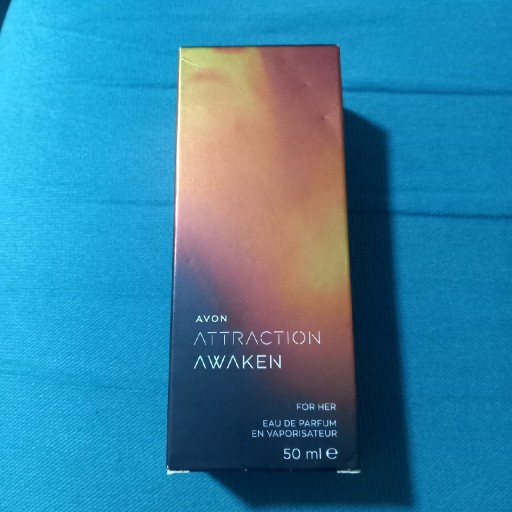 AVON
ATTRACTION
AWAKEN
FOR HER
EAU DE PARFUM
EN VAPORISATEUR
50 ml ℮